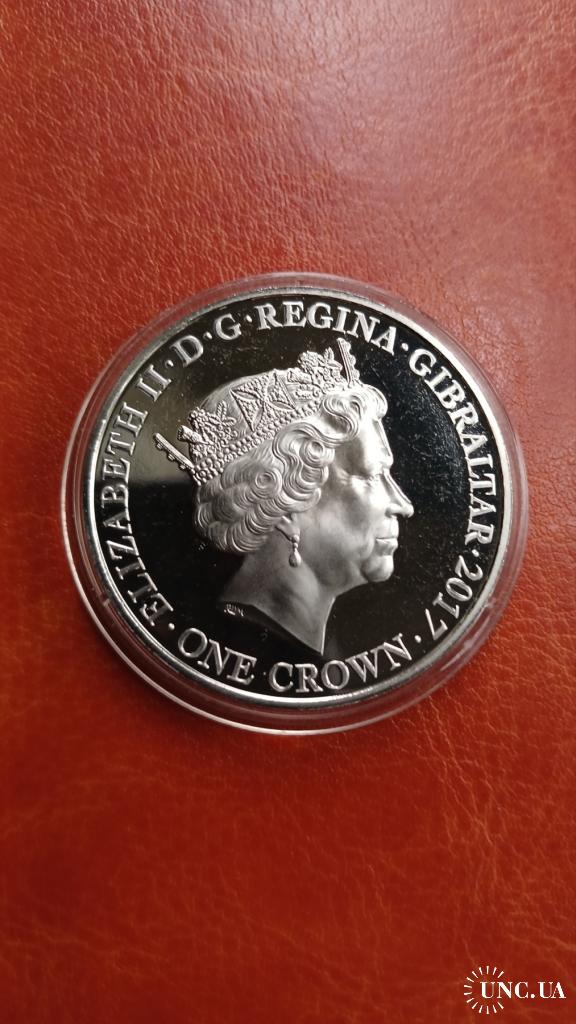 ELIZABETH II·D·G·REGINA·GIBRALTAR·2017·
ONE CROWN·
UNC.UA